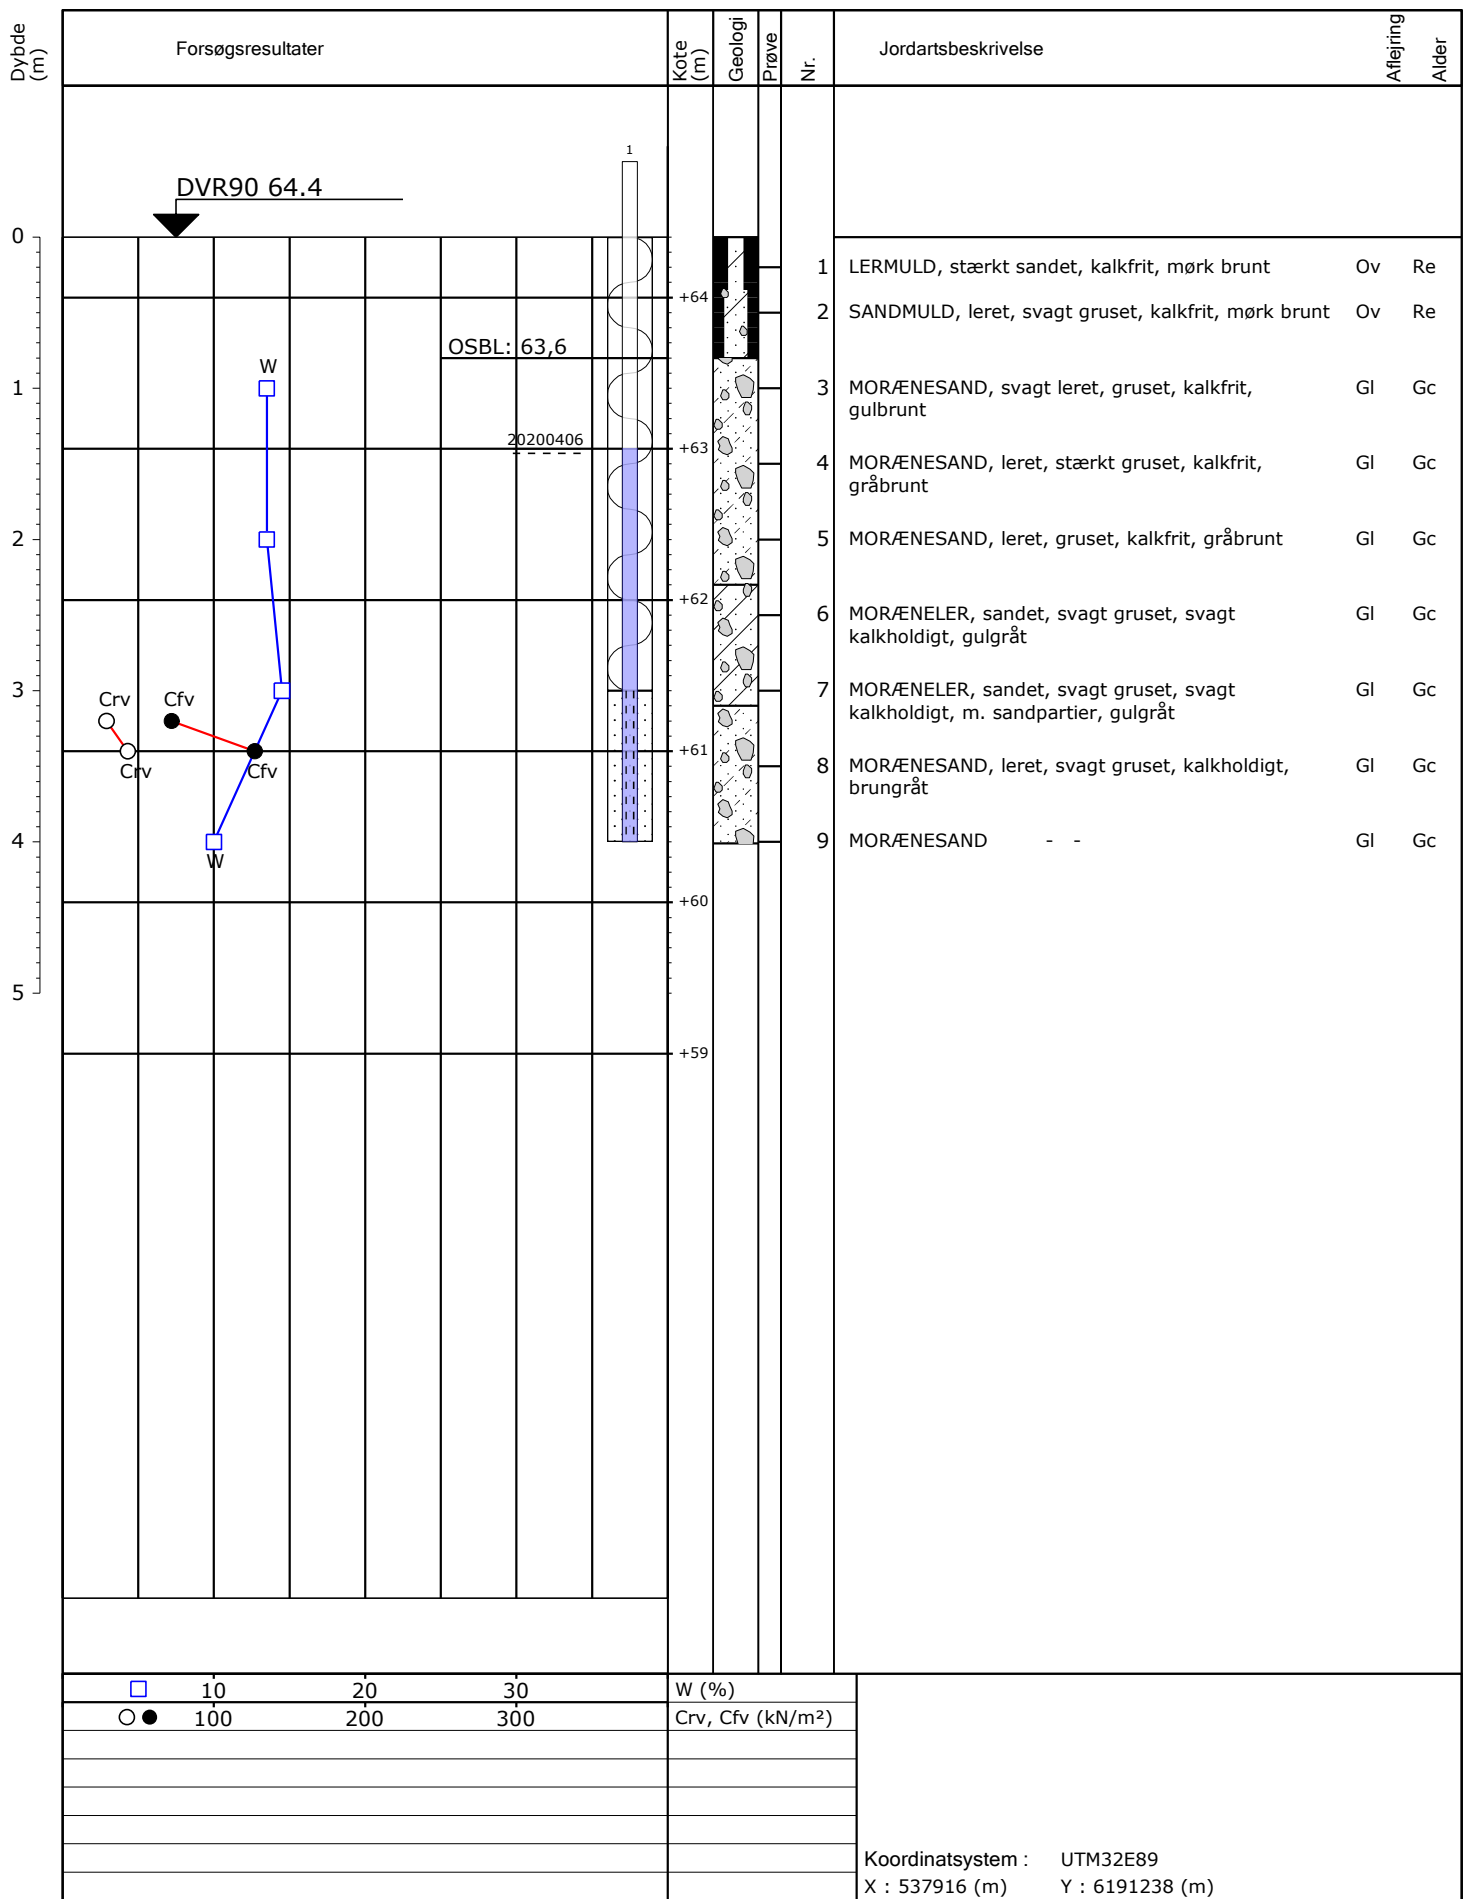 Dybde (m)
Forsøgsresultater
Kote (m)
Geologi
Prøve
Nr.
Jordartsbeskrivelse
Aflejring
Alder
1
DVR90 64.4
0
1 LERMULD, stærkt sandet, kalkfrit, mørk brunt Ov Re
+64
2 SANDMULD, leret, svagt gruset, kalkfrit, mørk brunt Ov Re
OSBL: 63,6
W
1
3 MORÆNESAND, svagt leret, gruset, kalkfrit, Gl Gc
gulbrunt
20200406
+63
4 MORÆNESAND, leret, stærkt gruset, kalkfrit, Gl Gc
gråbrunt
2
5 MORÆNESAND, leret, gruset, kalkfrit, gråbrunt Gl Gc
+62
6 MORÆNELER, sandet, svagt gruset, svagt Gl Gc
kalkholdigt, gulgråt
3
Crv Cfv
7 MORÆNELER, sandet, svagt gruset, svagt Gl Gc
kalkholdigt, m. sandpartier, gulgråt
+61
Crv Cfv
8 MORÆNESAND, leret, svagt gruset, kalkholdigt, Gl Gc
brungråt
4
W
9 MORÆNESAND - - Gl Gc
+60
5
+59
10 20 30 W (%)
100 200 300 Crv, Cfv (kN/m²)
Koordinatsystem : UTM32E89
X : 537916 (m) Y : 6191238 (m)